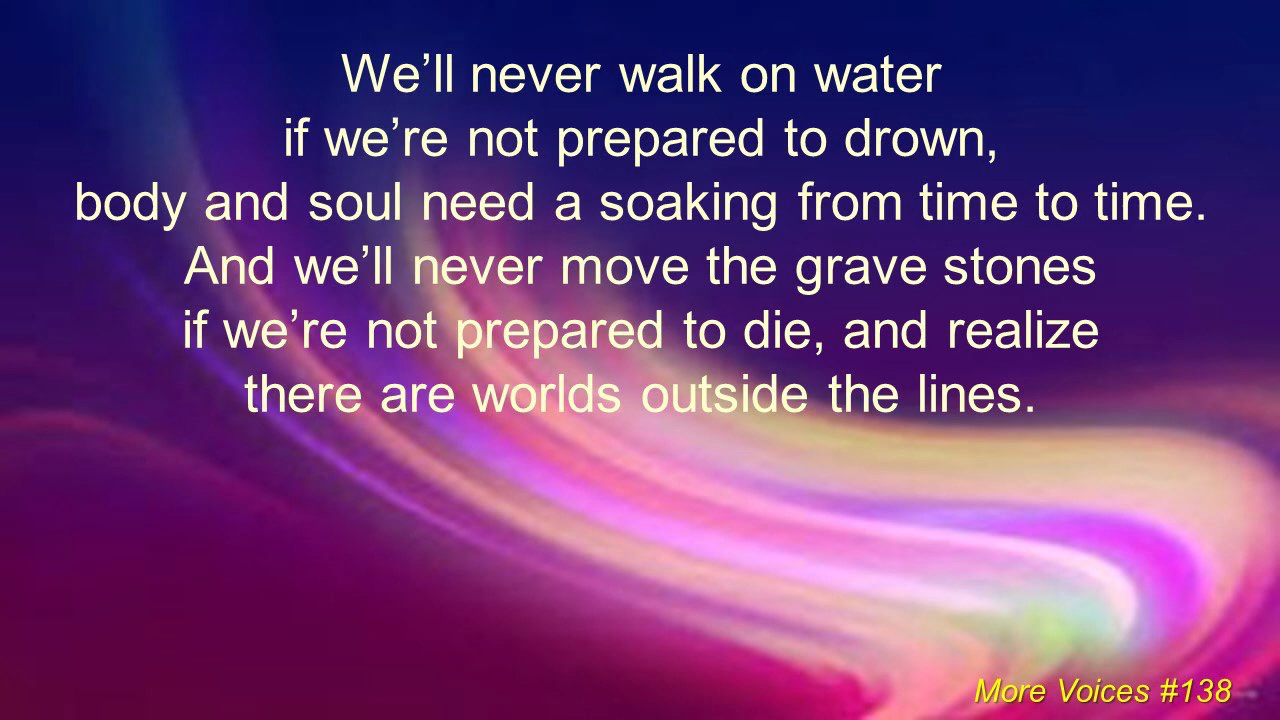 We’ll never walk on water
if we’re not prepared to drown,
body and soul need a soaking from time to time.
And we’ll never move the grave stones
if we’re not prepared to die, and realize
there are worlds outside the lines.
More Voices #138